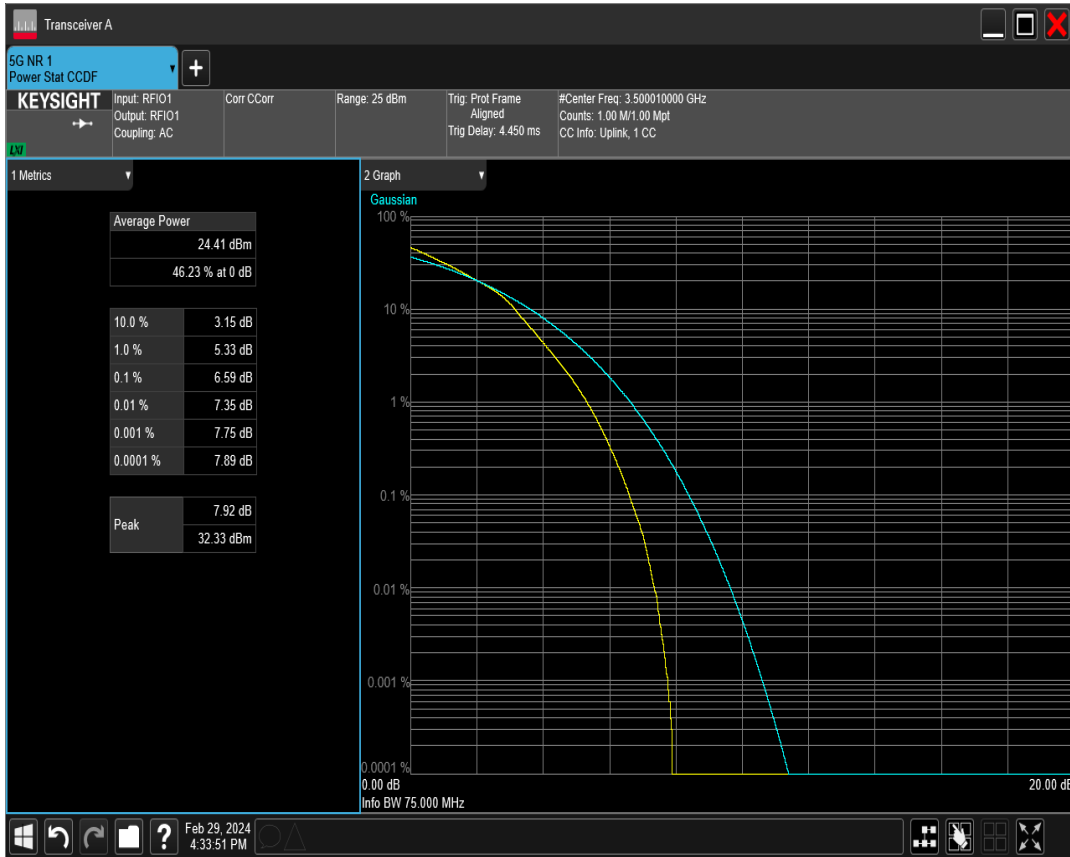 Transceiver A
5G NR 1
Power Stat CCDF
+
KEYSIGHT
LXI
Input: RFIO1
Output: RFIO1
Coupling: AC
Corr CCorr
Range: 25 dBm
Trig: Prot Frame
Aligned
Trig Delay: 4.450 ms
#Center Freq: 3.500010000 GHz
Counts: 1.00 M/1.00 Mpt
CC Info: Uplink, 1 CC
1 Metrics
Average Power
24.41 dBm
46.23 % at 0 dB
10.0 % 3.15 dB
1.0 % 5.33 dB
0.1 % 6.59 dB
0.01 % 7.35 dB
0.001 % 7.75 dB
0.0001 % 7.89 dB
Peak
7.92 dB
32.33 dBm
2 Graph
Gaussian
100 %
10 %
1 %
0.1 %
0.01 %
0.001 %
0.0001 %
0.00 dB 20.00 dB
Info BW 75.000 MHz
? Feb 29, 2024
4:33:51 PM